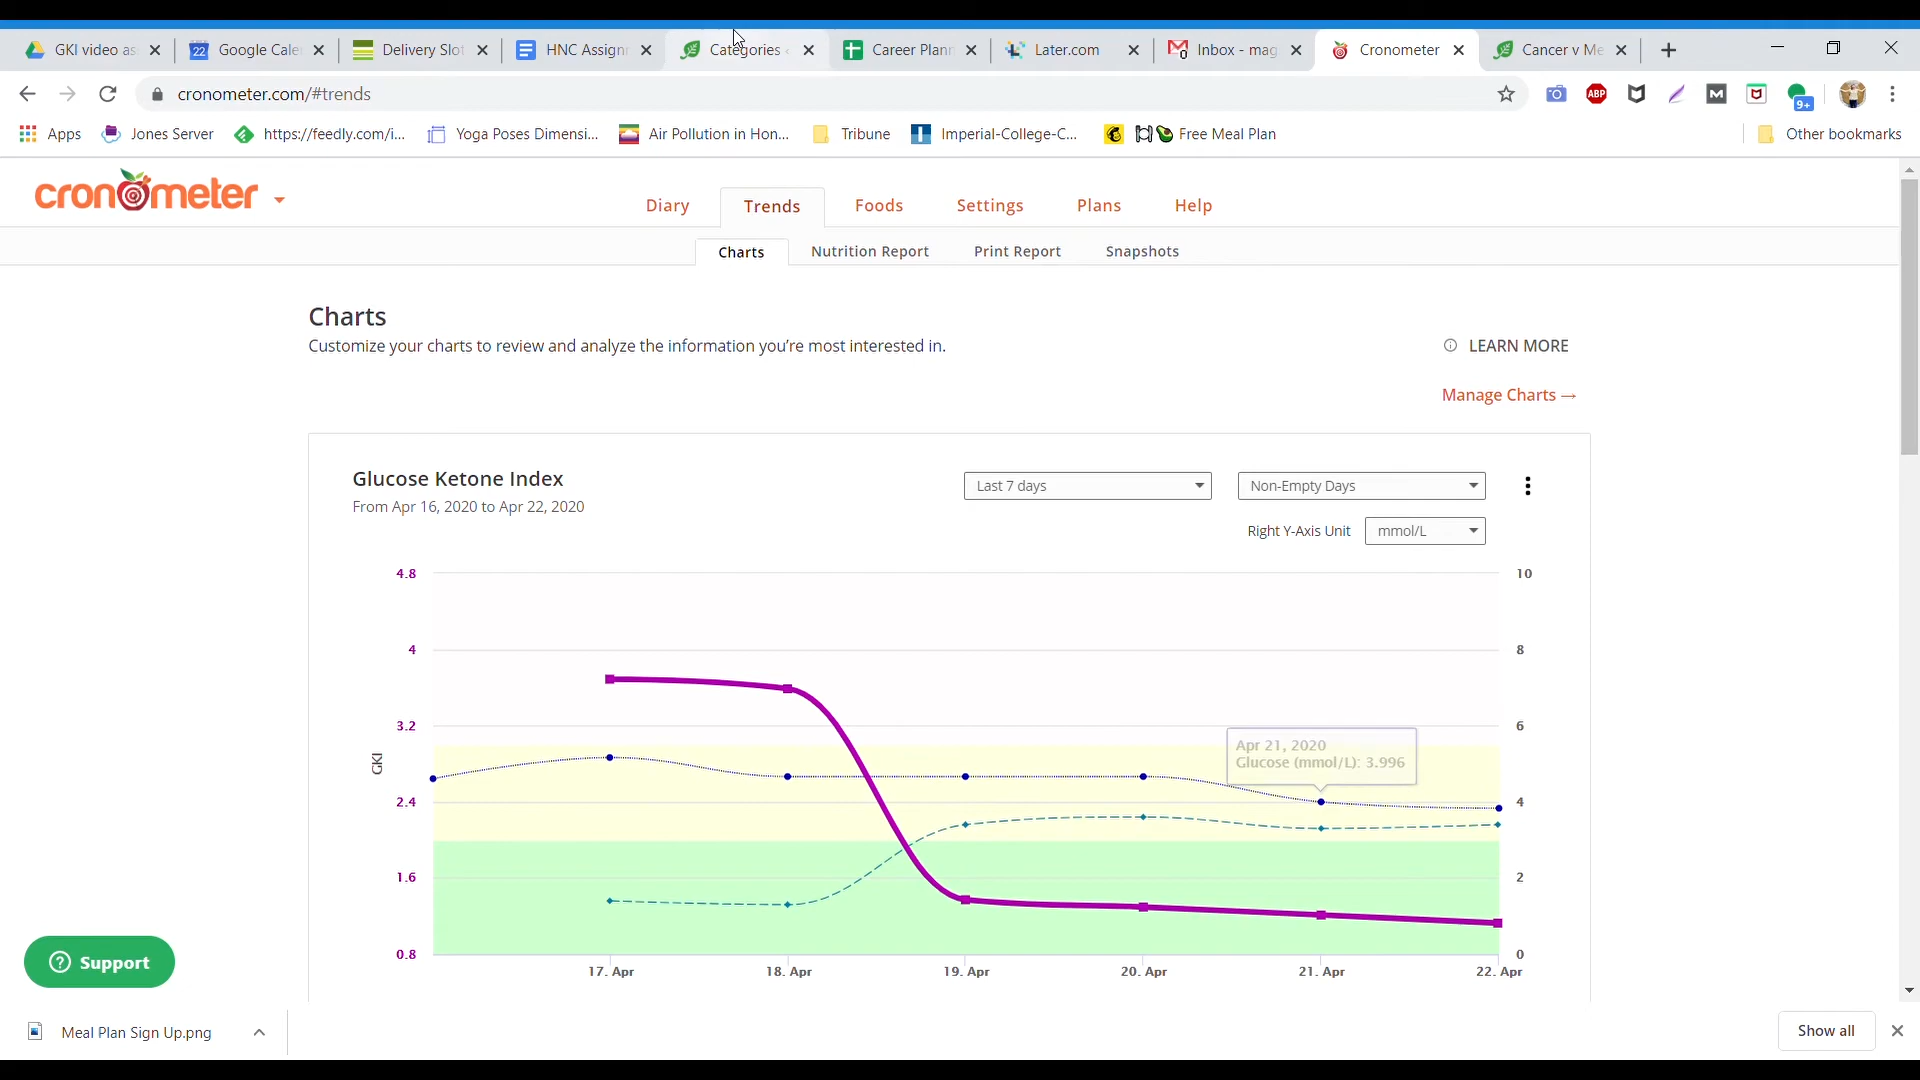 GKI video as
Google Cale
Delivery Slot
HNC Assignm
Categories
Career Plann
Later.com
Inbox - mag
Cronometer
Cancer v Me
22
0
cronometer.com/#trends
ABP
M
9+
Apps
Jones Server
https://feedly.com/i...
Yoga Poses Dimensi...
Air Pollution in Hon...
Tribune
Imperial-College-C...
Free Meal Plan
Other bookmarks
cronometer
Diary
Trends
Foods
Settings
Plans
Help
Charts
Nutrition Report
Print Report
Snapshots
Charts
Customize your charts to review and analyze the information you're most interested in.
LEARN MORE
Manage Charts →
Glucose Ketone Index
From Apr 16, 2020 to Apr 22, 2020
Last 7 days
Non-Empty Days
Right Y-Axis Unit
mmol/L
4.8
4
3.2
2.4
1.6
0.8
GKI
10
8
6
4
2
0
Apr 21, 2020
Glucose (mmol/L): 3.996
17. Apr
18. Apr
19. Apr
20. Apr
21. Apr
22. Apr
? Support
Meal Plan Sign Up.png
Show all